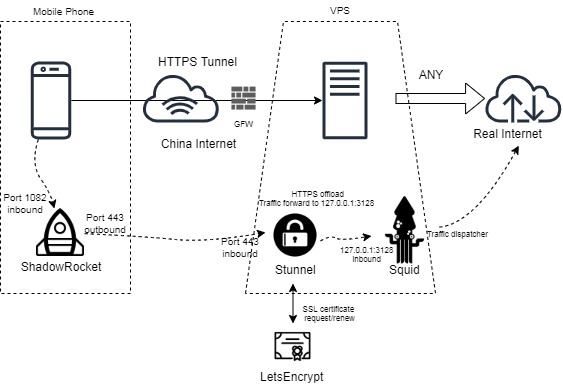 Mobile Phone
VPS
HTTPS Tunnel
GFW
China Internet
ANY
Real Internet
Port 1082
inbound
Port 443
outbound
ShadowRocket
HTTPS offload
Traffic forward to 127.0.0.1:3128
Port 443
inbound
Stunnel
127.0.0.1:3128
inbound
Squid
Traffic dispatcher
SSL certificate
request/renew
LetsEncrypt